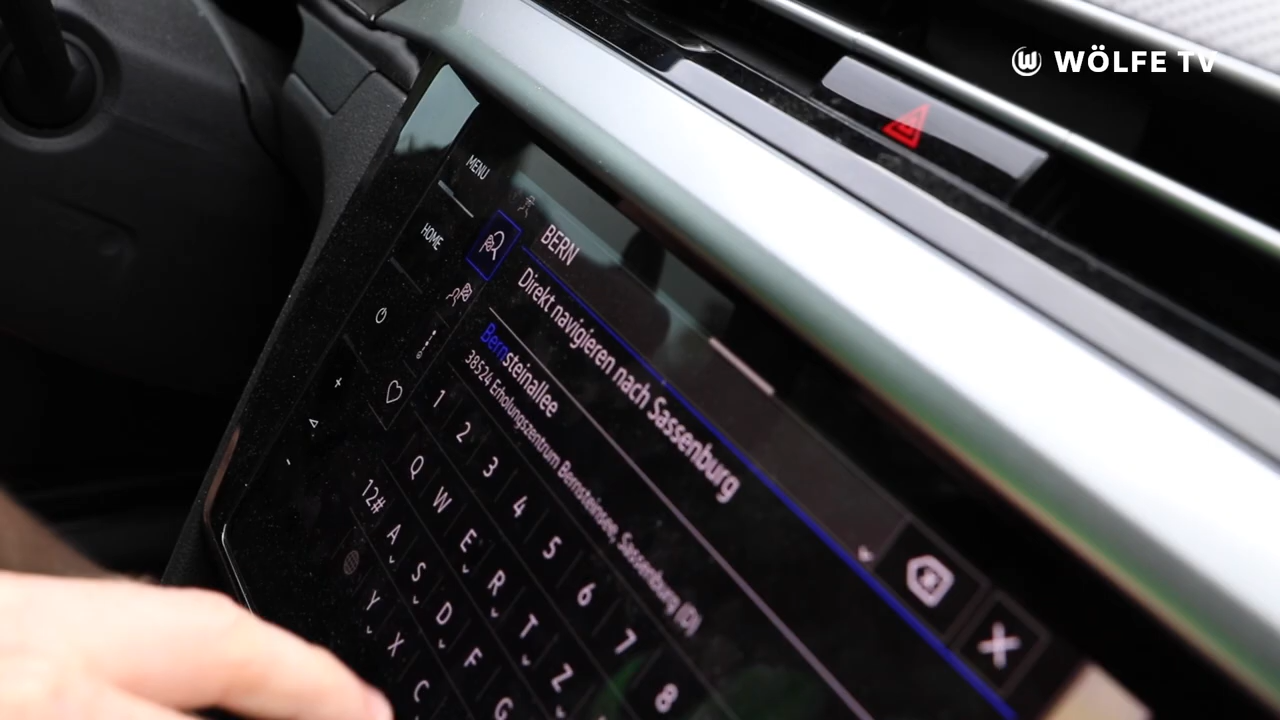 WÖLFE TV
MENU
HOME
BERN
Direkt navigieren nach Sassenburg
Bernsteinallee
38524 Erholungszentrum Bernsteinsee, Sassenburg (D)
1 2 3 4 5 6 7 8
Q W E R T Z
12# A S D F G
Y X C